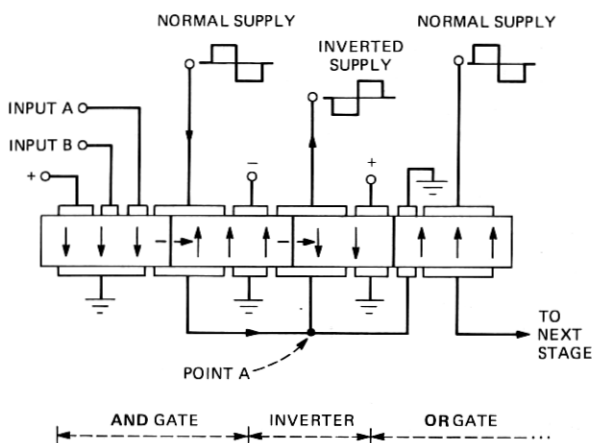 NORMAL SUPPLY
NORMAL SUPPLY
INVERTED
SUPPLY
INPUT A
INPUT B
+
−
+
POINT A
TO
NEXT
STAGE
AND GATE
INVERTER
OR GATE